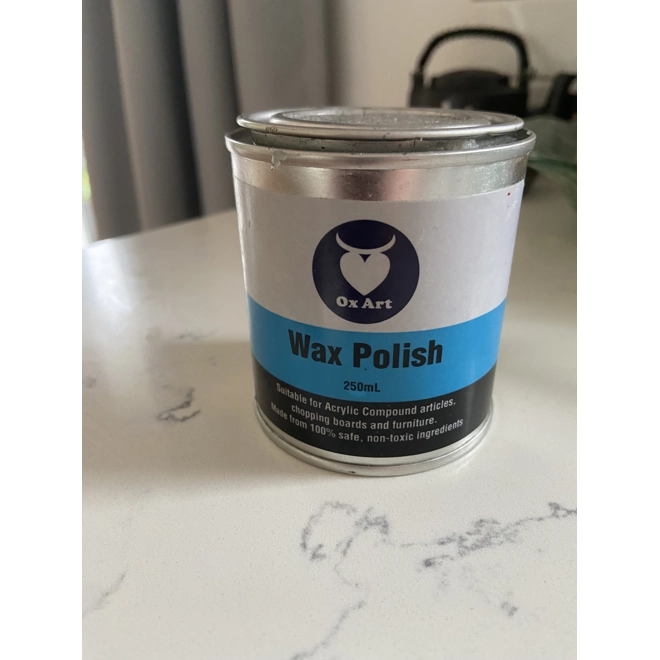 Ox Art
Wax Polish
250mL
Suitable for Acrylic Compound articles,
chopping boards and furniture.
Made from 100% safe, non-toxic ingredients